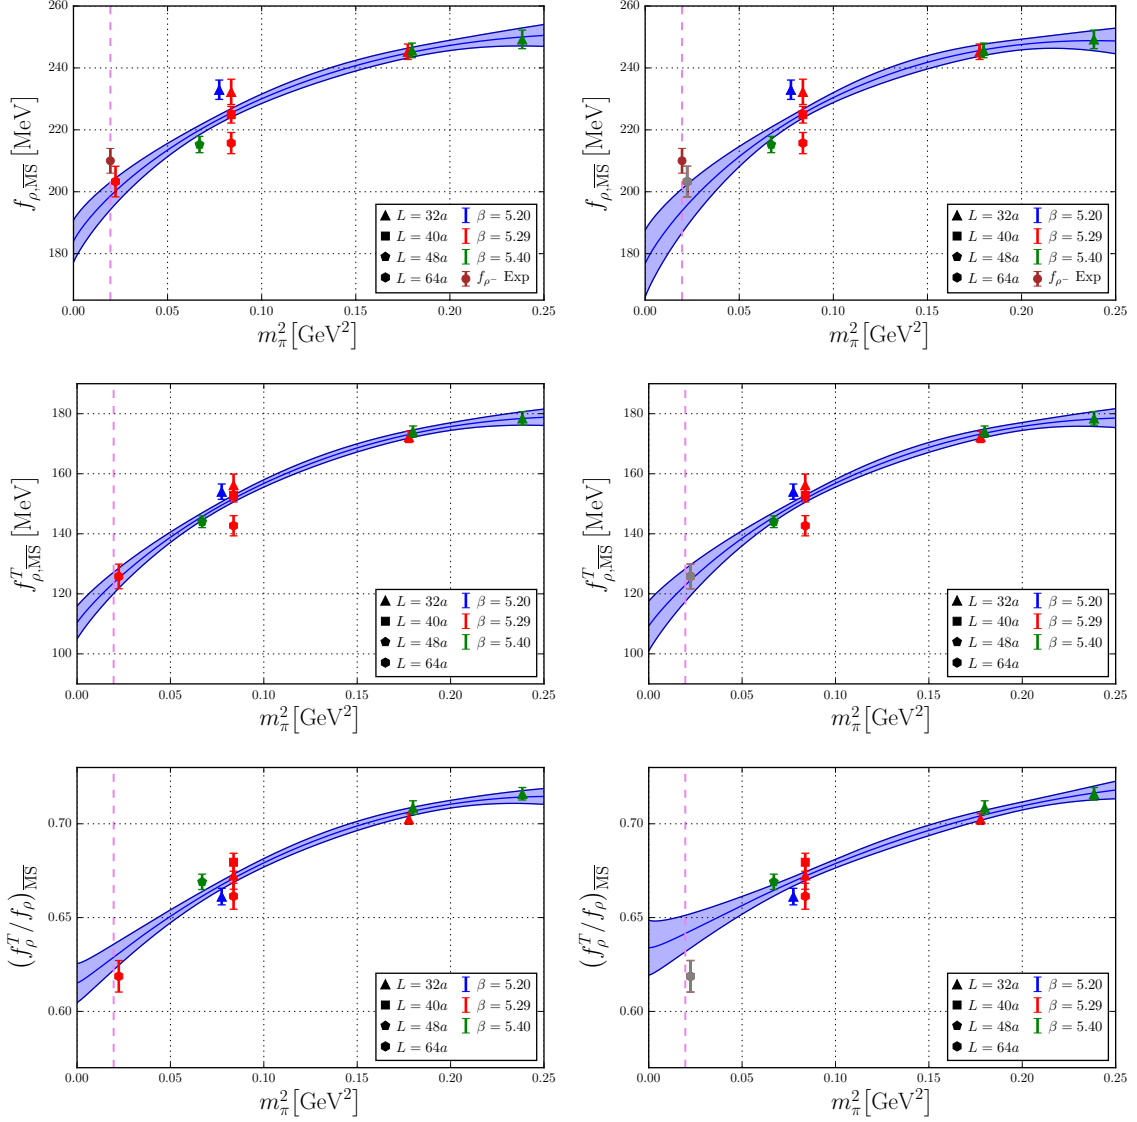 260
240
220
200
180
f_{ρ,\overline{MS}} [MeV]
L = 32a β = 5.20
L = 40a β = 5.29
L = 48a β = 5.40
L = 64a f_{ρ^-} Exp
0.00 0.05 0.10 0.15 0.20 0.25
m_π^2 [GeV^2]
260
240
220
200
180
f_{ρ,\overline{MS}} [MeV]
L = 32a β = 5.20
L = 40a β = 5.29
L = 48a β = 5.40
L = 64a f_{ρ^-} Exp
0.00 0.05 0.10 0.15 0.20 0.25
m_π^2 [GeV^2]
180
160
140
120
100
f^T_{ρ,\overline{MS}} [MeV]
L = 32a β = 5.20
L = 40a β = 5.29
L = 48a β = 5.40
L = 64a
0.00 0.05 0.10 0.15 0.20 0.25
m_π^2 [GeV^2]
180
160
140
120
100
f^T_{ρ,\overline{MS}} [MeV]
L = 32a β = 5.20
L = 40a β = 5.29
L = 48a β = 5.40
L = 64a
0.00 0.05 0.10 0.15 0.20 0.25
m_π^2 [GeV^2]
0.70
0.65
0.60
(f_ρ^T/f_ρ)_{\overline{MS}}
L = 32a β = 5.20
L = 40a β = 5.29
L = 48a β = 5.40
L = 64a
0.00 0.05 0.10 0.15 0.20 0.25
m_π^2 [GeV^2]
0.70
0.65
0.60
(f_ρ^T/f_ρ)_{\overline{MS}}
L = 32a β = 5.20
L = 40a β = 5.29
L = 48a β = 5.40
L = 64a
0.00 0.05 0.10 0.15 0.20 0.25
m_π^2 [GeV^2]